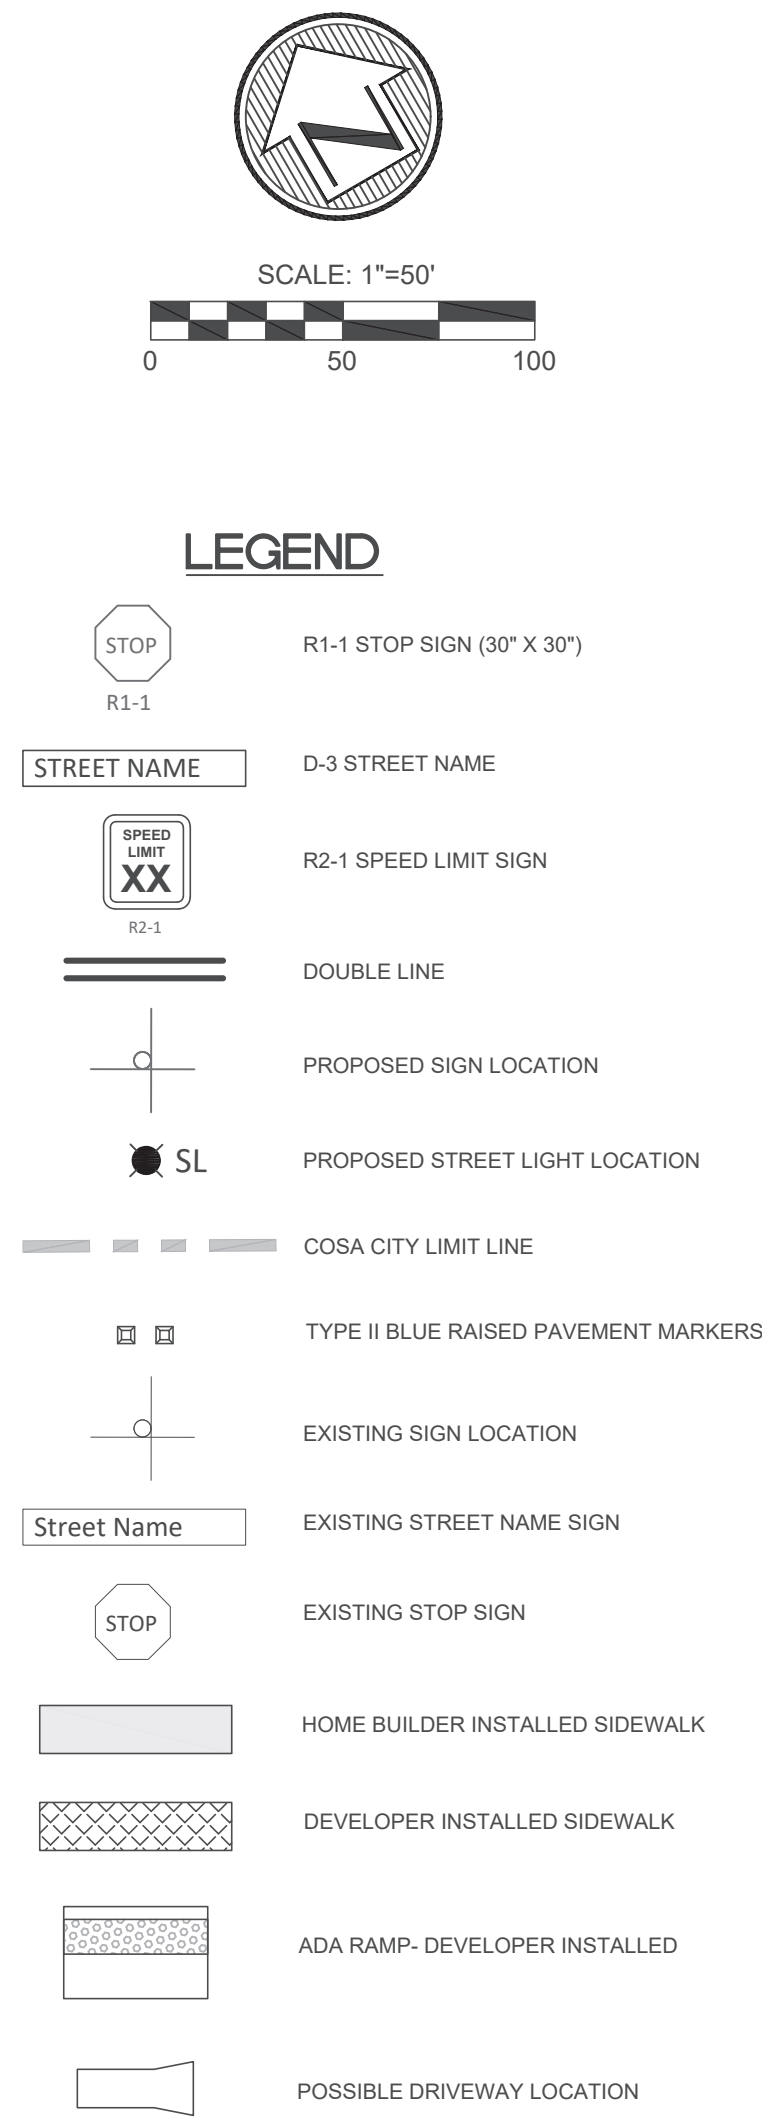 N
SCALE: 1"=50'
0 50 100
LEGEND
STOP R1-1 STOP SIGN (30" X 30")
R1-1
STREET NAME D-3 STREET NAME
SPEED
LIMIT
XX R2-1 SPEED LIMIT SIGN
R2-1
DOUBLE LINE
PROPOSED SIGN LOCATION
SL PROPOSED STREET LIGHT LOCATION
COSA CITY LIMIT LINE
TYPE II BLUE RAISED PAVEMENT MARKERS
EXISTING SIGN LOCATION
Street Name EXISTING STREET NAME SIGN
STOP EXISTING STOP SIGN
HOME BUILDER INSTALLED SIDEWALK
DEVELOPER INSTALLED SIDEWALK
ADA RAMP- DEVELOPER INSTALLED
POSSIBLE DRIVEWAY LOCATION